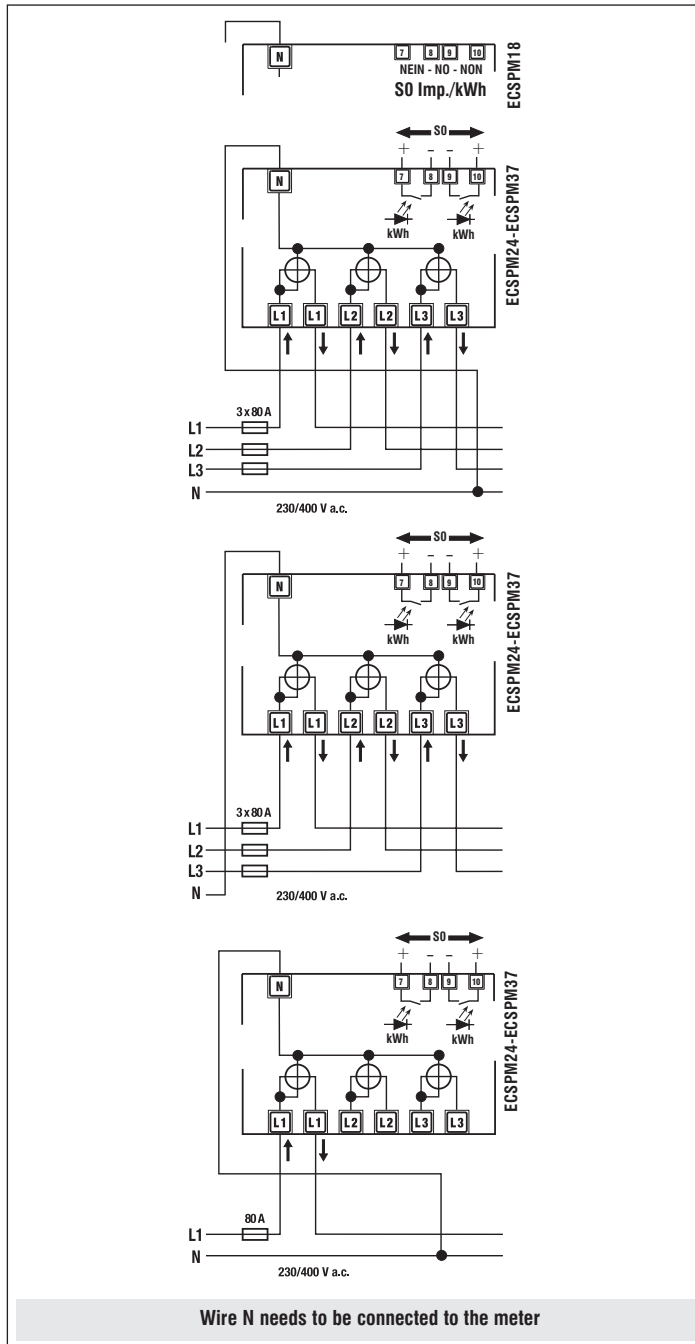 N 7 8 9 10
NEIN - NO - NON
S0 Imp./kWh
ECSPM18
S0
+ – – +
N 7 8 9 10
kWh kWh
ECSPM24-ECSPM37
L1 L1 L2 L2 L3 L3
3 x 80 A
L1
L2
L3
N
230/400 V a.c.
S0
+ – – +
N 7 8 9 10
kWh kWh
ECSPM24-ECSPM37
L1 L1 L2 L2 L3 L3
3 x 80 A
L1
L2
L3
N
230/400 V a.c.
S0
+ – – +
N 7 8 9 10
kWh kWh
ECSPM24-ECSPM37
L1 L1 L2 L2 L3 L3
80 A
L1
N
230/400 V a.c.
Wire N needs to be connected to the meter